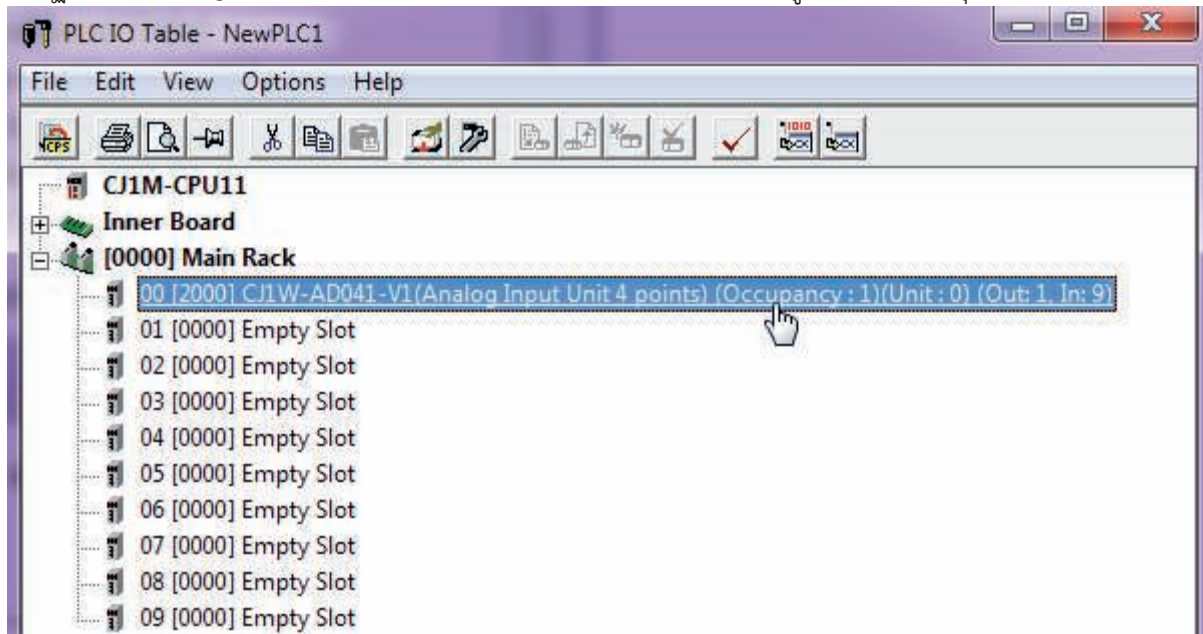 PLC IO Table - NewPLC1
File Edit View Options Help
CJ1M-CPU11
Inner Board
[0000] Main Rack
00 [2000] CJ1W-AD041-V1(Analog Input Unit 4 points) (Occupancy : 1)(Unit : 0) (Out: 1, In: 9)
01 [0000] Empty Slot
02 [0000] Empty Slot
03 [0000] Empty Slot
04 [0000] Empty Slot
05 [0000] Empty Slot
06 [0000] Empty Slot
07 [0000] Empty Slot
08 [0000] Empty Slot
09 [0000] Empty Slot